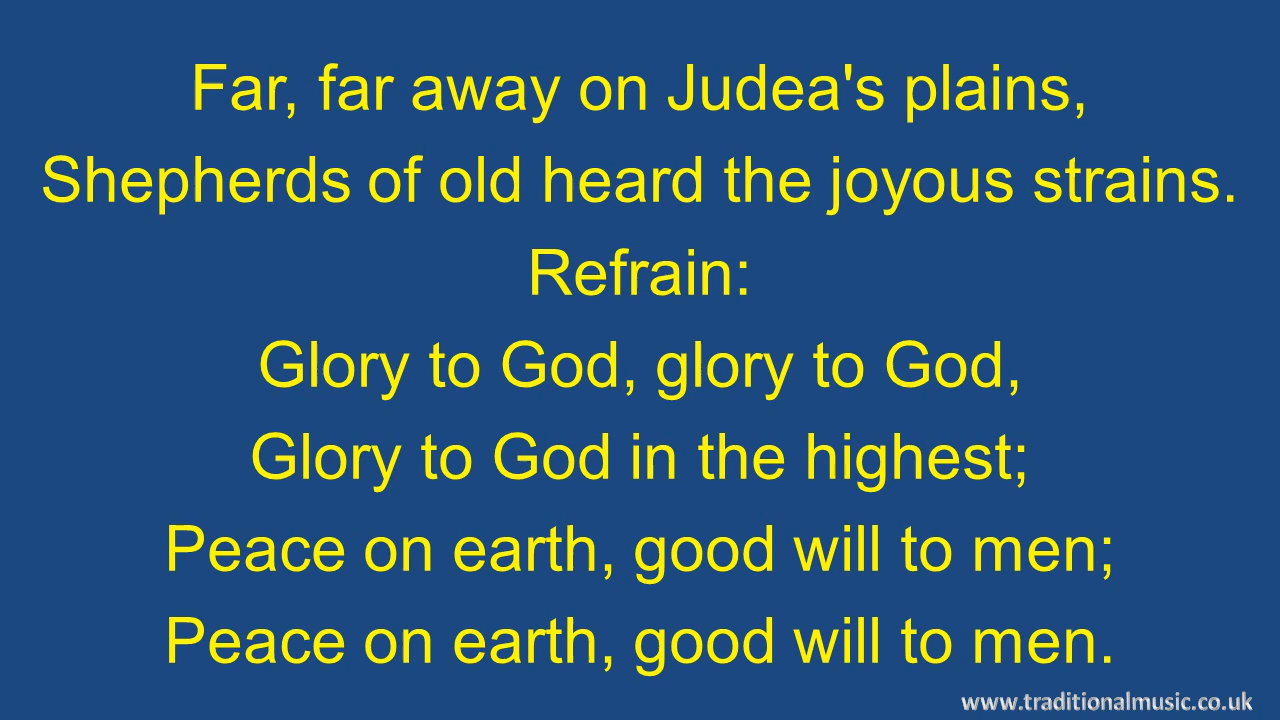 Far, far away on Judea's plains,
Shepherds of old heard the joyous strains.
Refrain:
Glory to God, glory to God,
Glory to God in the highest;
Peace on earth, good will to men;
Peace on earth, good will to men.
www.traditionalmusic.co.uk